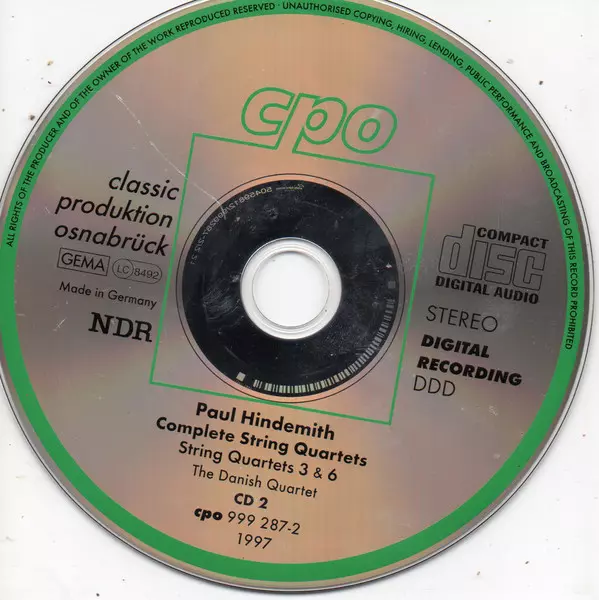 ALL RIGHTS OF THE PRODUCER AND OF THE OWNER OF THE WORK REPRODUCED RESERVED · UNAUTHORISED COPYING, HIRING, LENDING, PUBLIC PERFORMANCE AND BROADCASTING OF THIS RECORD PROHIBITED
cpo
classic
produktion
osnabrück
GEMA LC 8492
Made in Germany
NDR
COMPACT
disc
DIGITAL AUDIO
STEREO
DIGITAL
RECORDING
DDD
Paul Hindemith
Complete String Quartets
String Quartets 3 & 6
The Danish Quartet
CD 2
cpo 999 287-2
1997